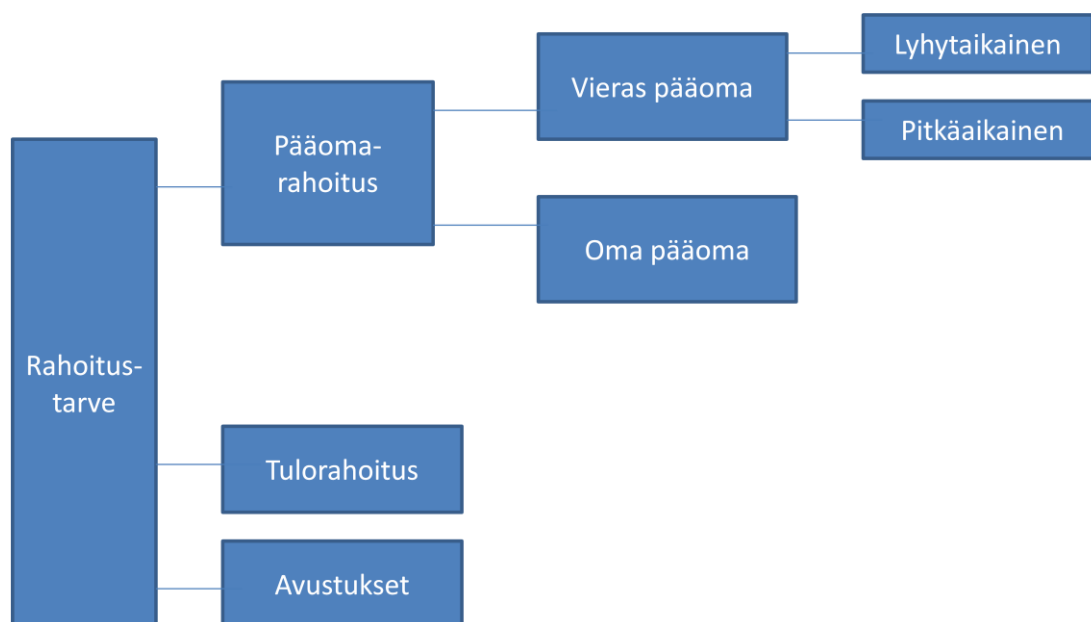 Rahoitus-
tarve
Pääoma-
rahoitus
Vieras pääoma
Lyhytaikainen
Pitkäaikainen
Oma pääoma
Tulorahoitus
Avustukset